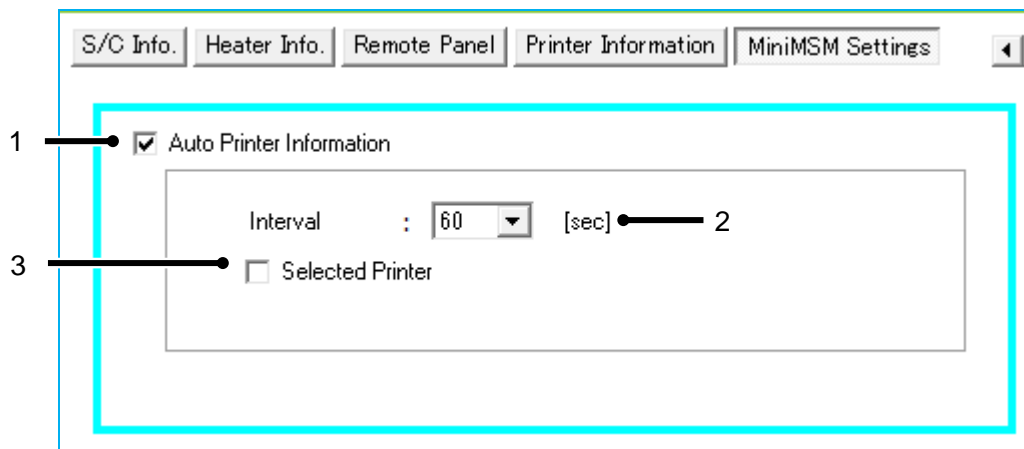 S/C Info. Heater Info. Remote Panel Printer Information MiniMSM Settings
1 Auto Printer Information
Interval : 60 [sec] 2
3 Selected Printer